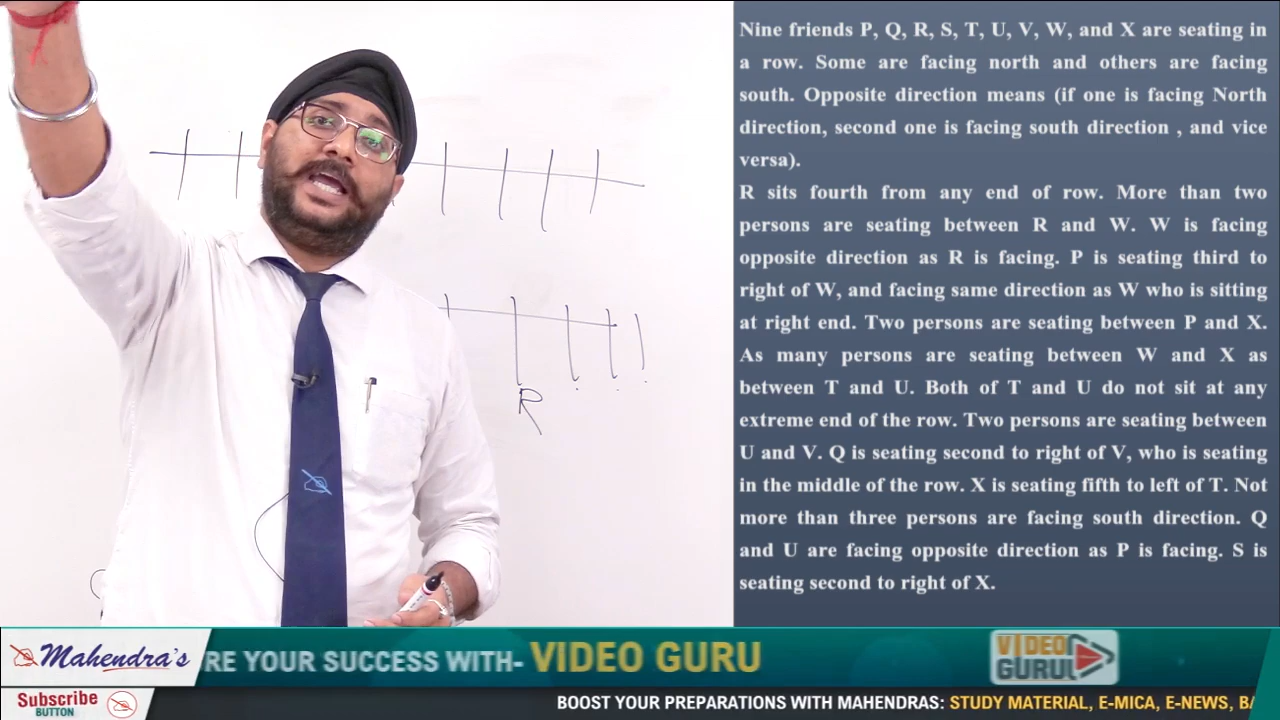 Nine friends P, Q, R, S, T, U, V, W, and X are seating in
a row. Some are facing north and others are facing
south. Opposite direction means (if one is facing North
direction, second one is facing south direction , and vice
versa).
R sits fourth from any end of row. More than two
persons are seating between R and W. W is facing
opposite direction as R is facing. P is seating third to
right of W, and facing same direction as W who is sitting
at right end. Two persons are seating between P and X.
As many persons are seating between W and X as
between T and U. Both of T and U do not sit at any
extreme end of the row. Two persons are seating between
U and V. Q is seating second to right of V, who is seating
in the middle of the row. X is seating fifth to left of T. Not
more than three persons are facing south direction. Q
and U are facing opposite direction as P is facing. S is
seating second to right of X.
R
Mahendra's
RE YOUR SUCCESS WITH- VIDEO GURU
VIDEO
GURU
Subscribe
BUTTON
BOOST YOUR PREPARATIONS WITH MAHENDRAS: STUDY MATERIAL, E-MICA, E-NEWS,